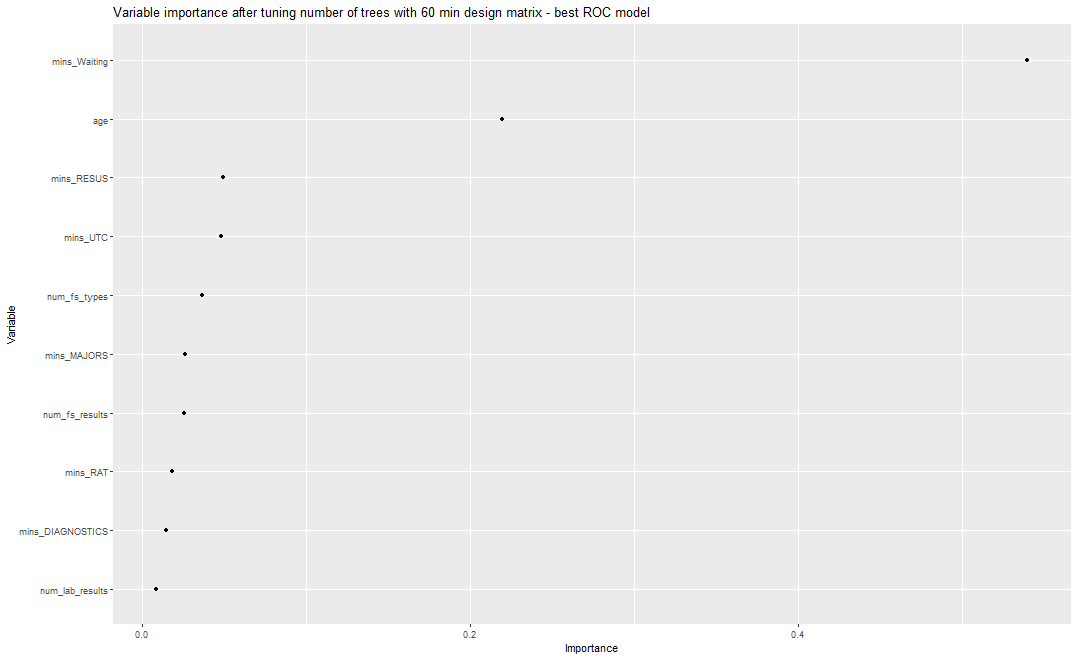 Variable importance after tuning number of trees with 60 min design matrix - best ROC model
mins_Waiting
age
mins_RESUS
mins_UTC
num_fs_types
mins_MAJORS
num_fs_results
mins_RAT
mins_DIAGNOSTICS
num_lab_results
Variable
0.0
0.2
0.4
Importance